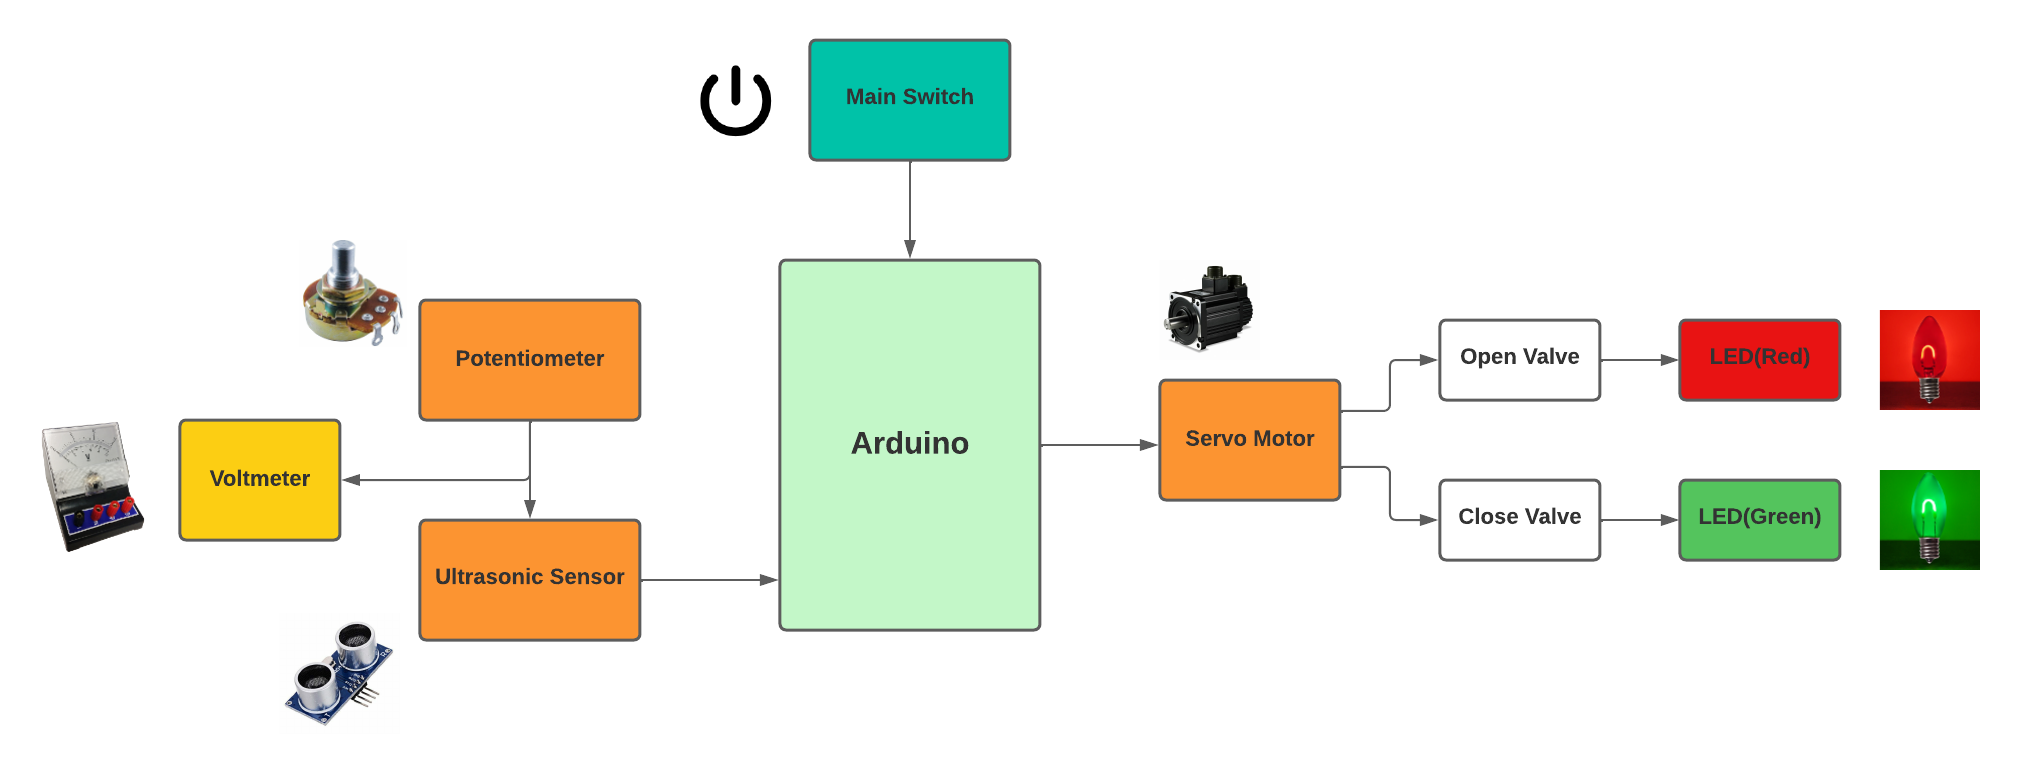 Main Switch
Potentiometer
Arduino
Voltmeter
Ultrasonic Sensor
Servo Motor
Open Valve
LED(Red)
Close Valve
LED(Green)